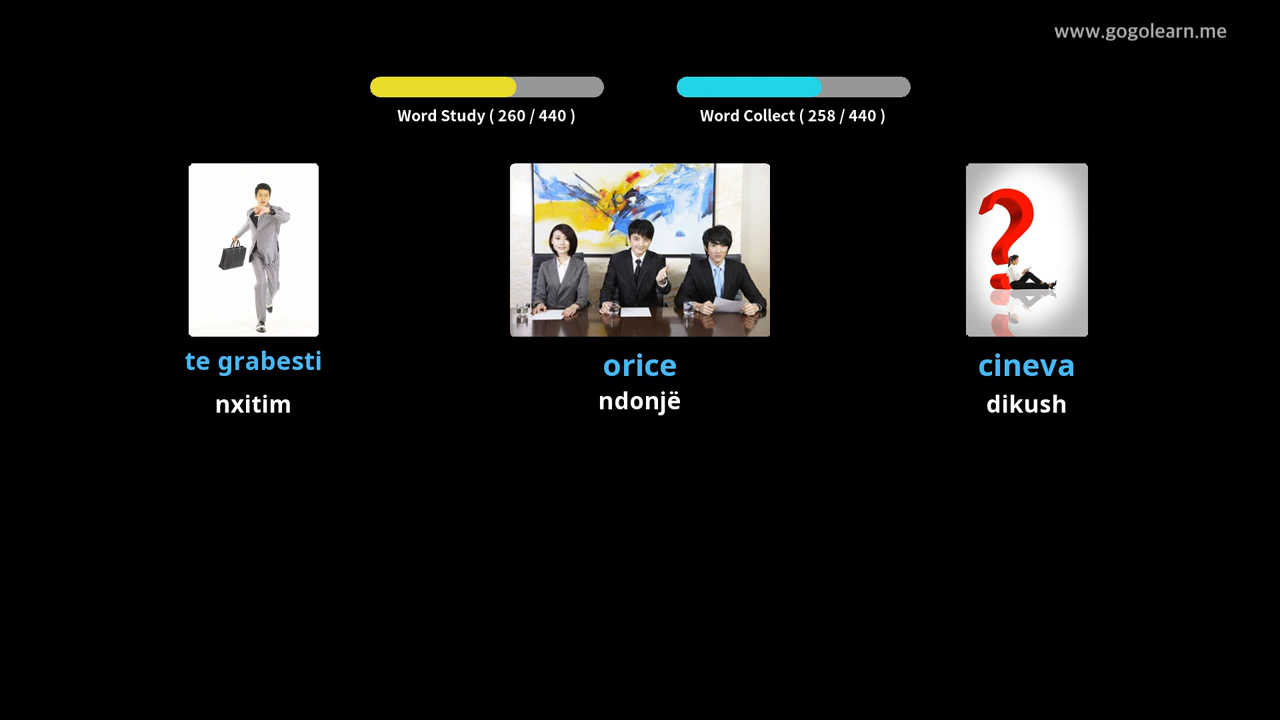 www.gogolearn.me
Word Study ( 260 / 440 )
Word Collect ( 258 / 440 )
te grabesti
orice
cineva
nxitim
ndonjë
dikush